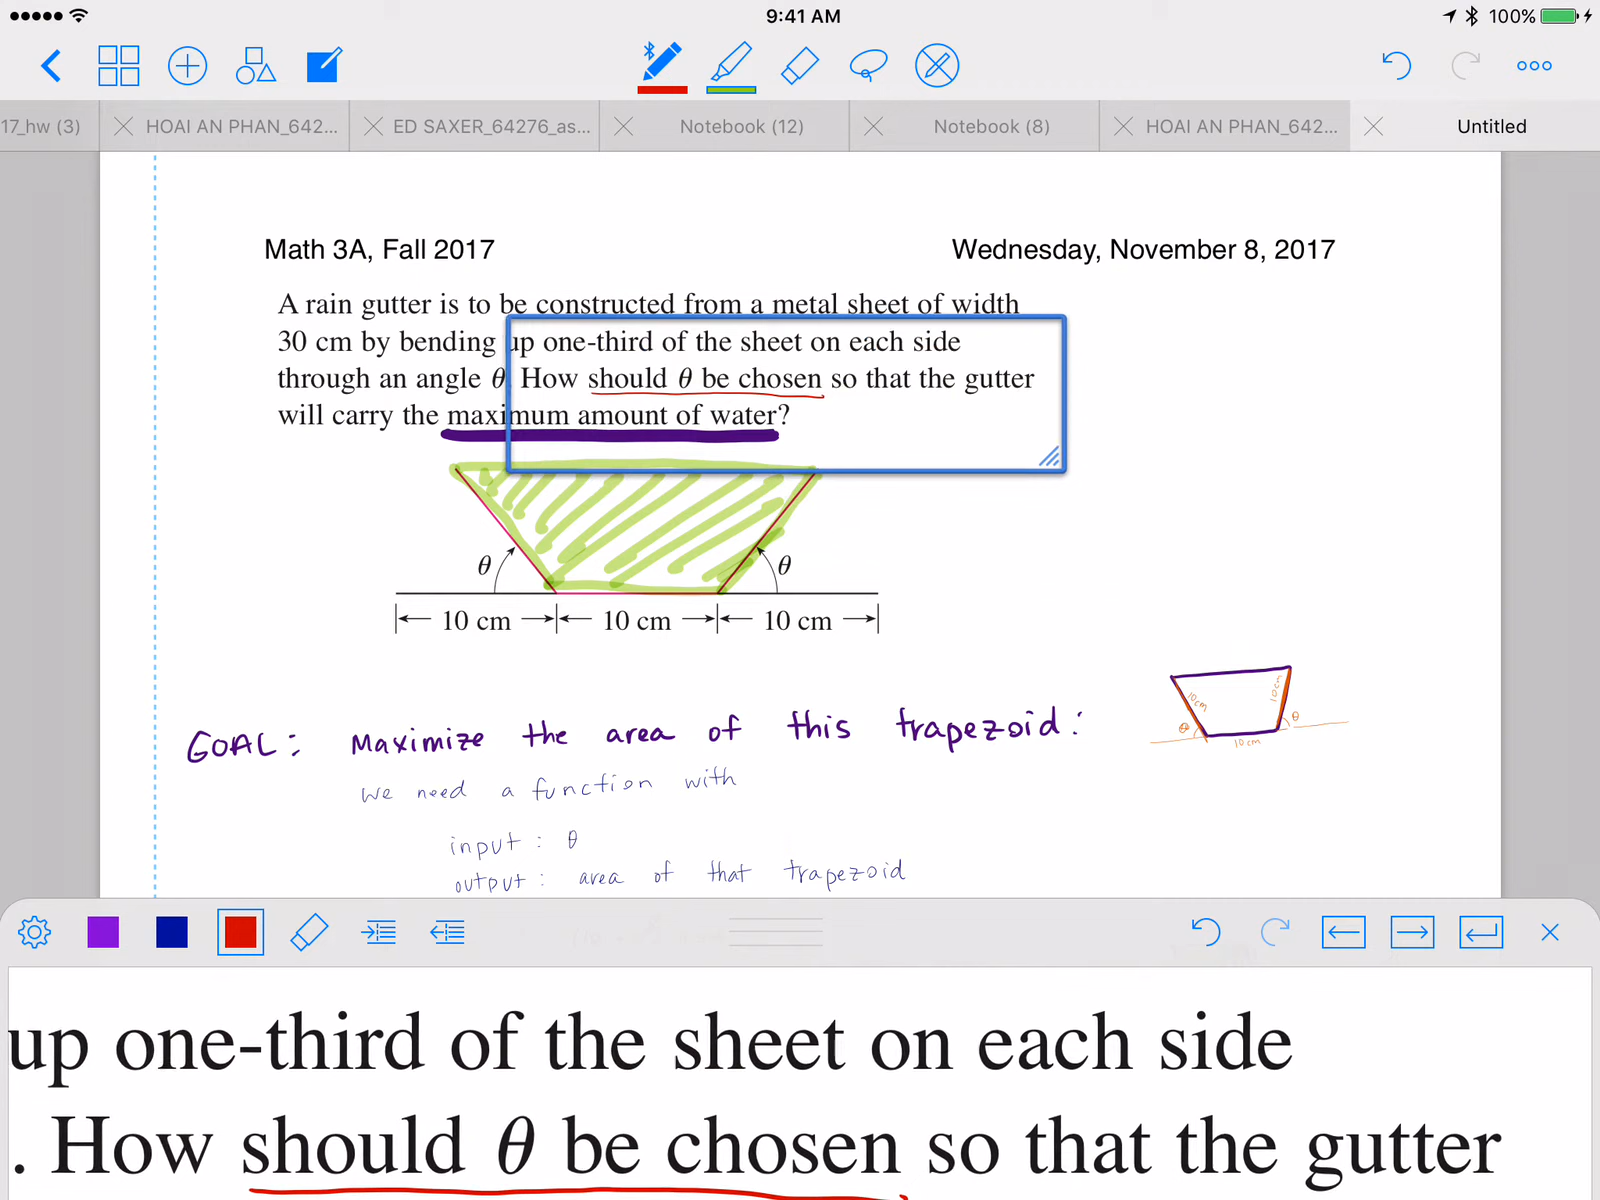 9:41 AM
100%
17_hw (3)
HOAI AN PHAN_642...
ED SAXER_64276_as...
Notebook (12)
Notebook (8)
HOAI AN PHAN_642...
Untitled
Math 3A, Fall 2017
Wednesday, November 8, 2017
A rain gutter is to be constructed from a metal sheet of width
30 cm by bending up one-third of the sheet on each side
through an angle θ. How should θ be chosen so that the gutter
will carry the maximum amount of water?
θ
θ
10 cm
10 cm
10 cm
10cm
10cm
θ
θ
10cm
GOAL: Maximize the area of this trapezoid:
We need a function with
input: θ
output: area of that trapezoid
up one-third of the sheet on each side
. How should θ be chosen so that the gutter